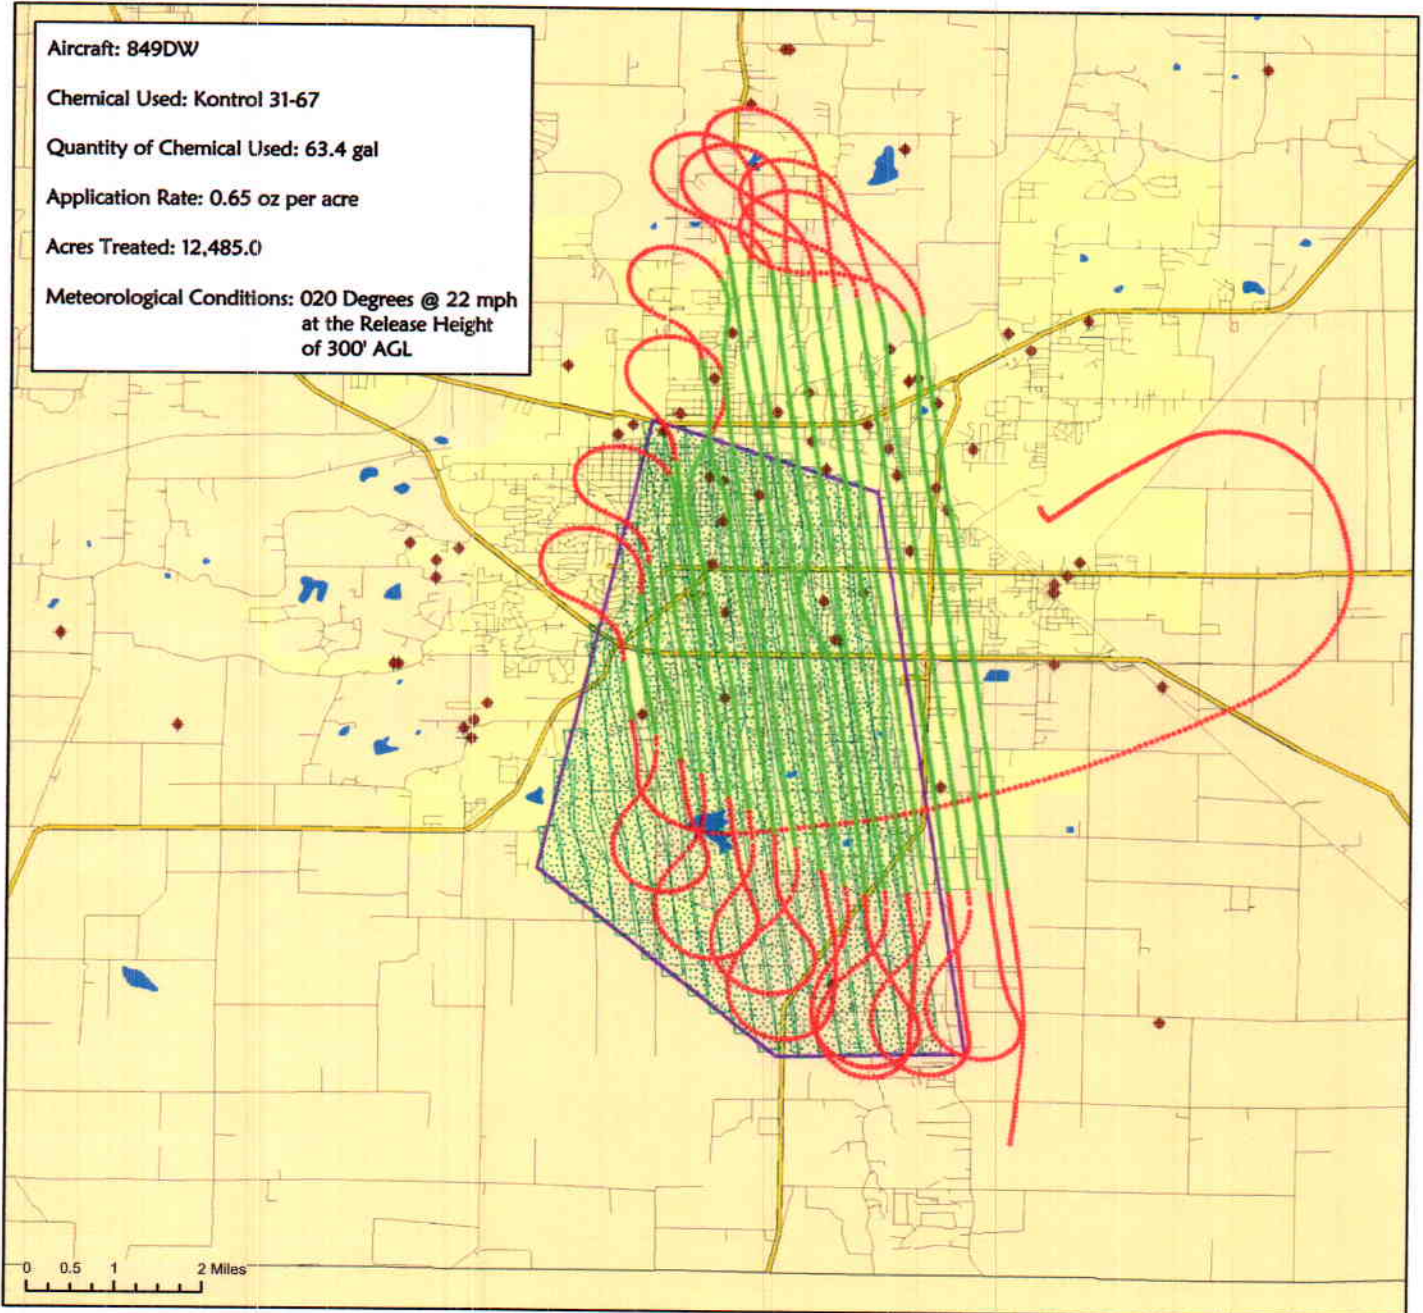 Aircraft: 849DW
Chemical Used: Kontrol 31-67
Quantity of Chemical Used: 63.4 gal
Application Rate: 0.65 oz per acre
Acres Treated: 12,485.0
Meteorological Conditions: 020 Degrees @ 22 mph
at the Release Height
of 300' AGL
0 0.5 1 2 Miles